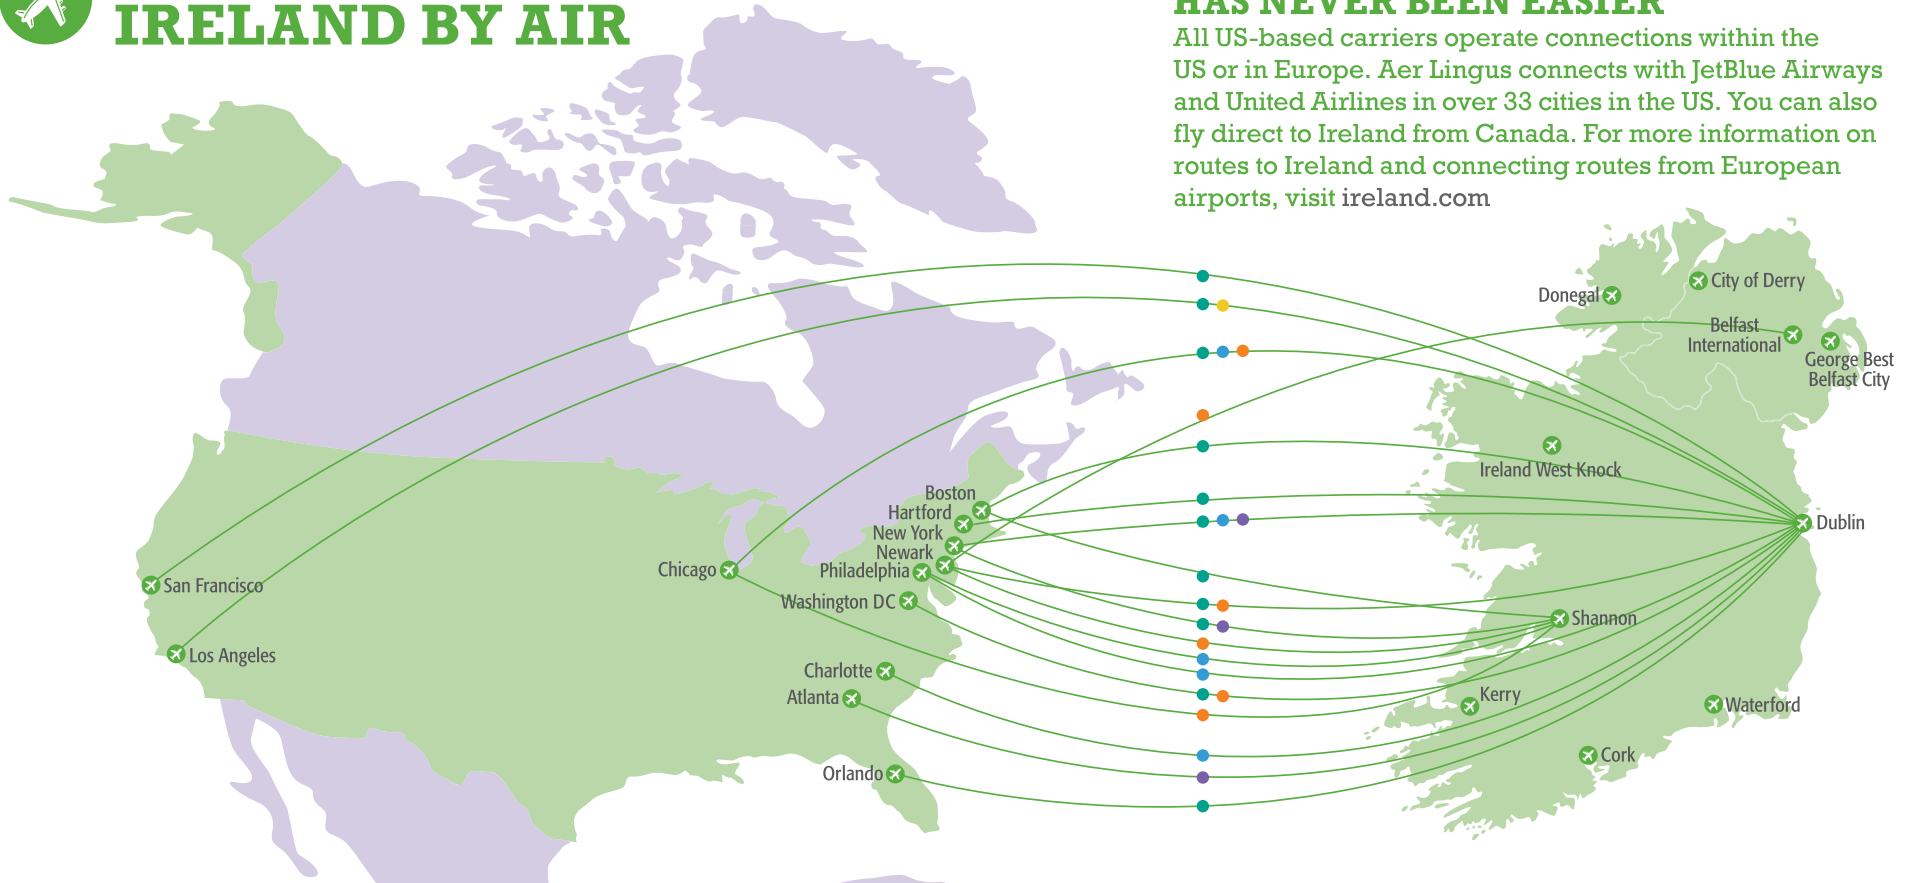 IRELAND BY AIR
HAS NEVER BEEN EASIER
All US-based carriers operate connections within the
US or in Europe. Aer Lingus connects with JetBlue Airways
and United Airlines in over 33 cities in the US. You can also
fly direct to Ireland from Canada. For more information on
routes to Ireland and connecting routes from European
airports, visit ireland.com
City of Derry
Donegal
Belfast
International
George Best
Belfast City
Ireland West Knock
Boston
Hartford
New York
Newark
Philadelphia
Washington DC
Chicago
San Francisco
Los Angeles
Charlotte
Atlanta
Orlando
Dublin
Shannon
Kerry
Waterford
Cork